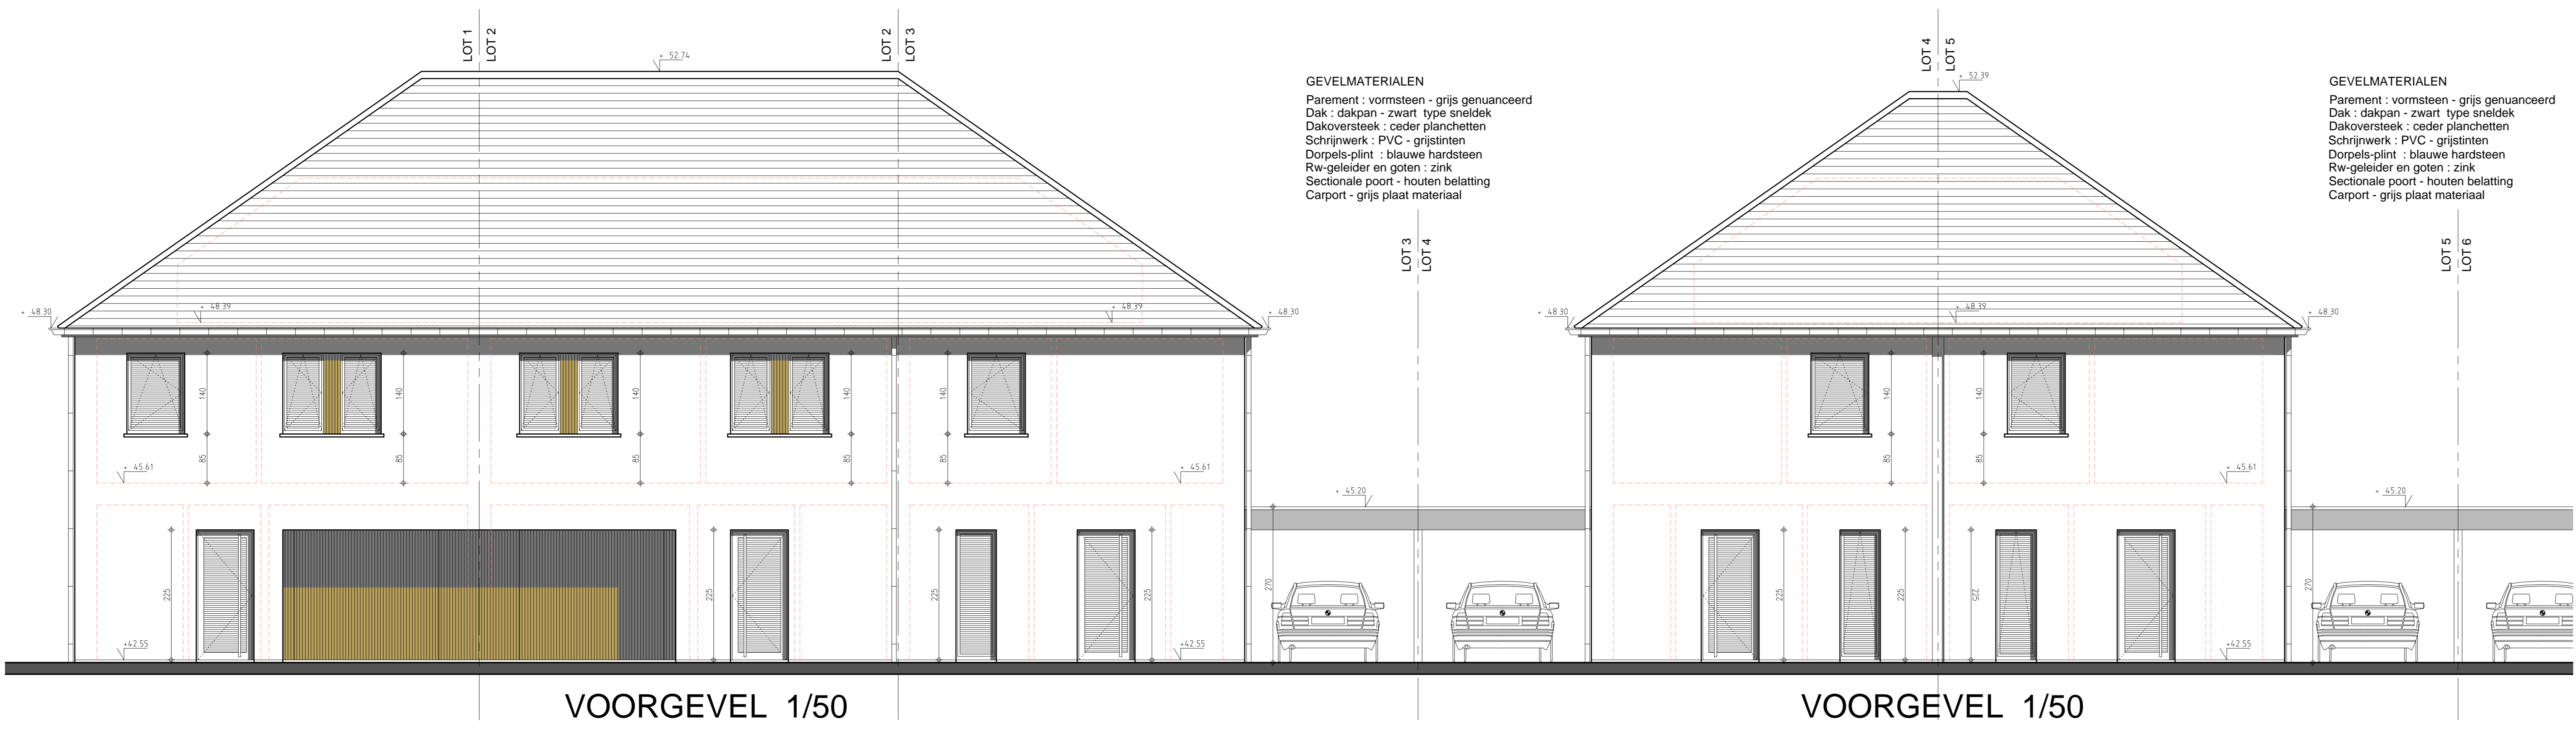 LOT 1
LOT 2
+ 52.74
LOT 2
LOT 3
GEVELMATERIALEN
Parement : vormsteen - grijs genuanceerd
Dak : dakpan - zwart type sneldek
Dakoversteek : ceder planchetten
Schrijnwerk : PVC - grijstinten
Dorpels-plint : blauwe hardsteen
Rw-geleider en goten : zink
Sectionale poort - houten belatting
Carport - grijs plaat materiaal
LOT 3
LOT 4
LOT 4
LOT 5
+ 52.39
GEVELMATERIALEN
Parement : vormsteen - grijs genuanceerd
Dak : dakpan - zwart type sneldek
Dakoversteek : ceder planchetten
Schrijnwerk : PVC - grijstinten
Dorpels-plint : blauwe hardsteen
Rw-geleider en goten : zink
Sectionale poort - houten belatting
Carport - grijs plaat materiaal
LOT 5
LOT 6
+ 48.30
+ 48.39
+ 48.39
+ 48.30
+ 48.30
+ 48.39
+ 48.30
140
140
140
140
140
140
140
85
85
85
85
85
85
85
+ 45.61
+ 45.61
+ 45.61
+ 45.20
+ 45.20
225
225
225
225
270
225
225
225
270
+42.55
+42.55
+42.55
VOORGEVEL 1/50
VOORGEVEL 1/50